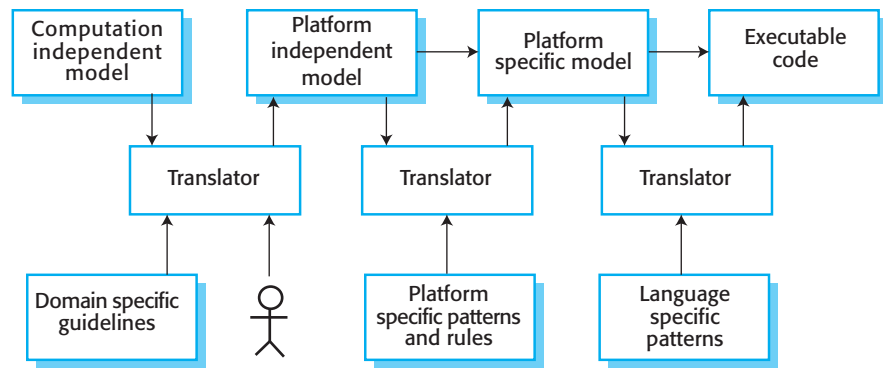 Computation
independent
model
Platform
independent
model
Platform
specific model
Executable
code
Translator
Translator
Translator
Domain specific
guidelines
Platform
specific patterns
and rules
Language
specific
patterns